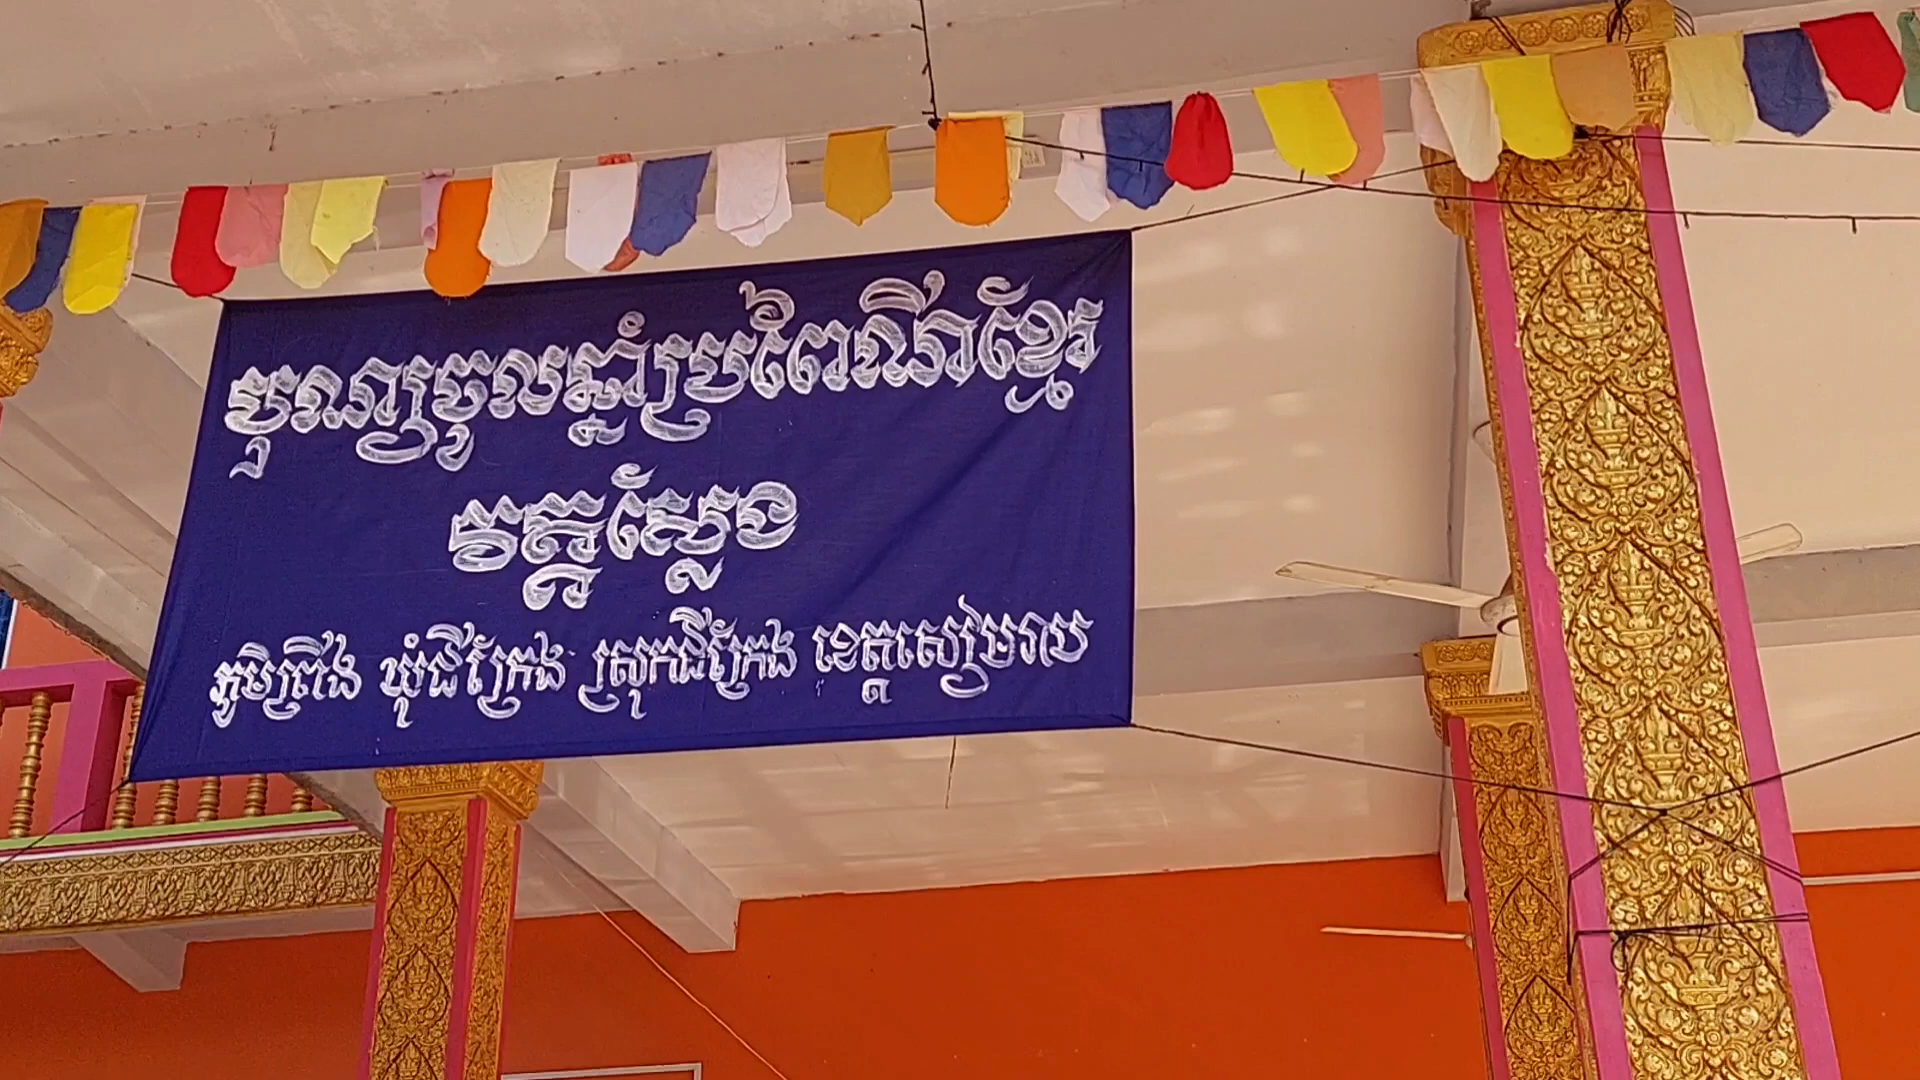 បុណ្យចូលឆ្នាំប្រពៃណីខ្មែរ
វត្តស្លែង
ភូមិព្រីង ឃុំជីក្រែង ស្រុកជីក្រែង ខេត្តសៀមរាប